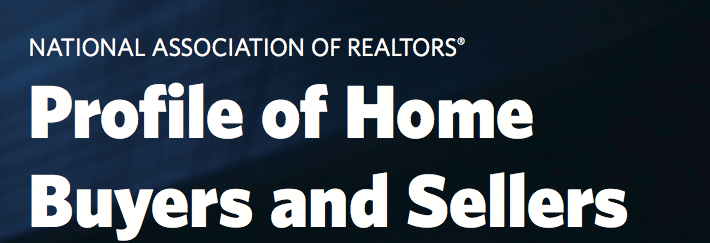 NATIONAL ASSOCIATION OF REALTORS®
Profile of Home
Buyers and Sellers